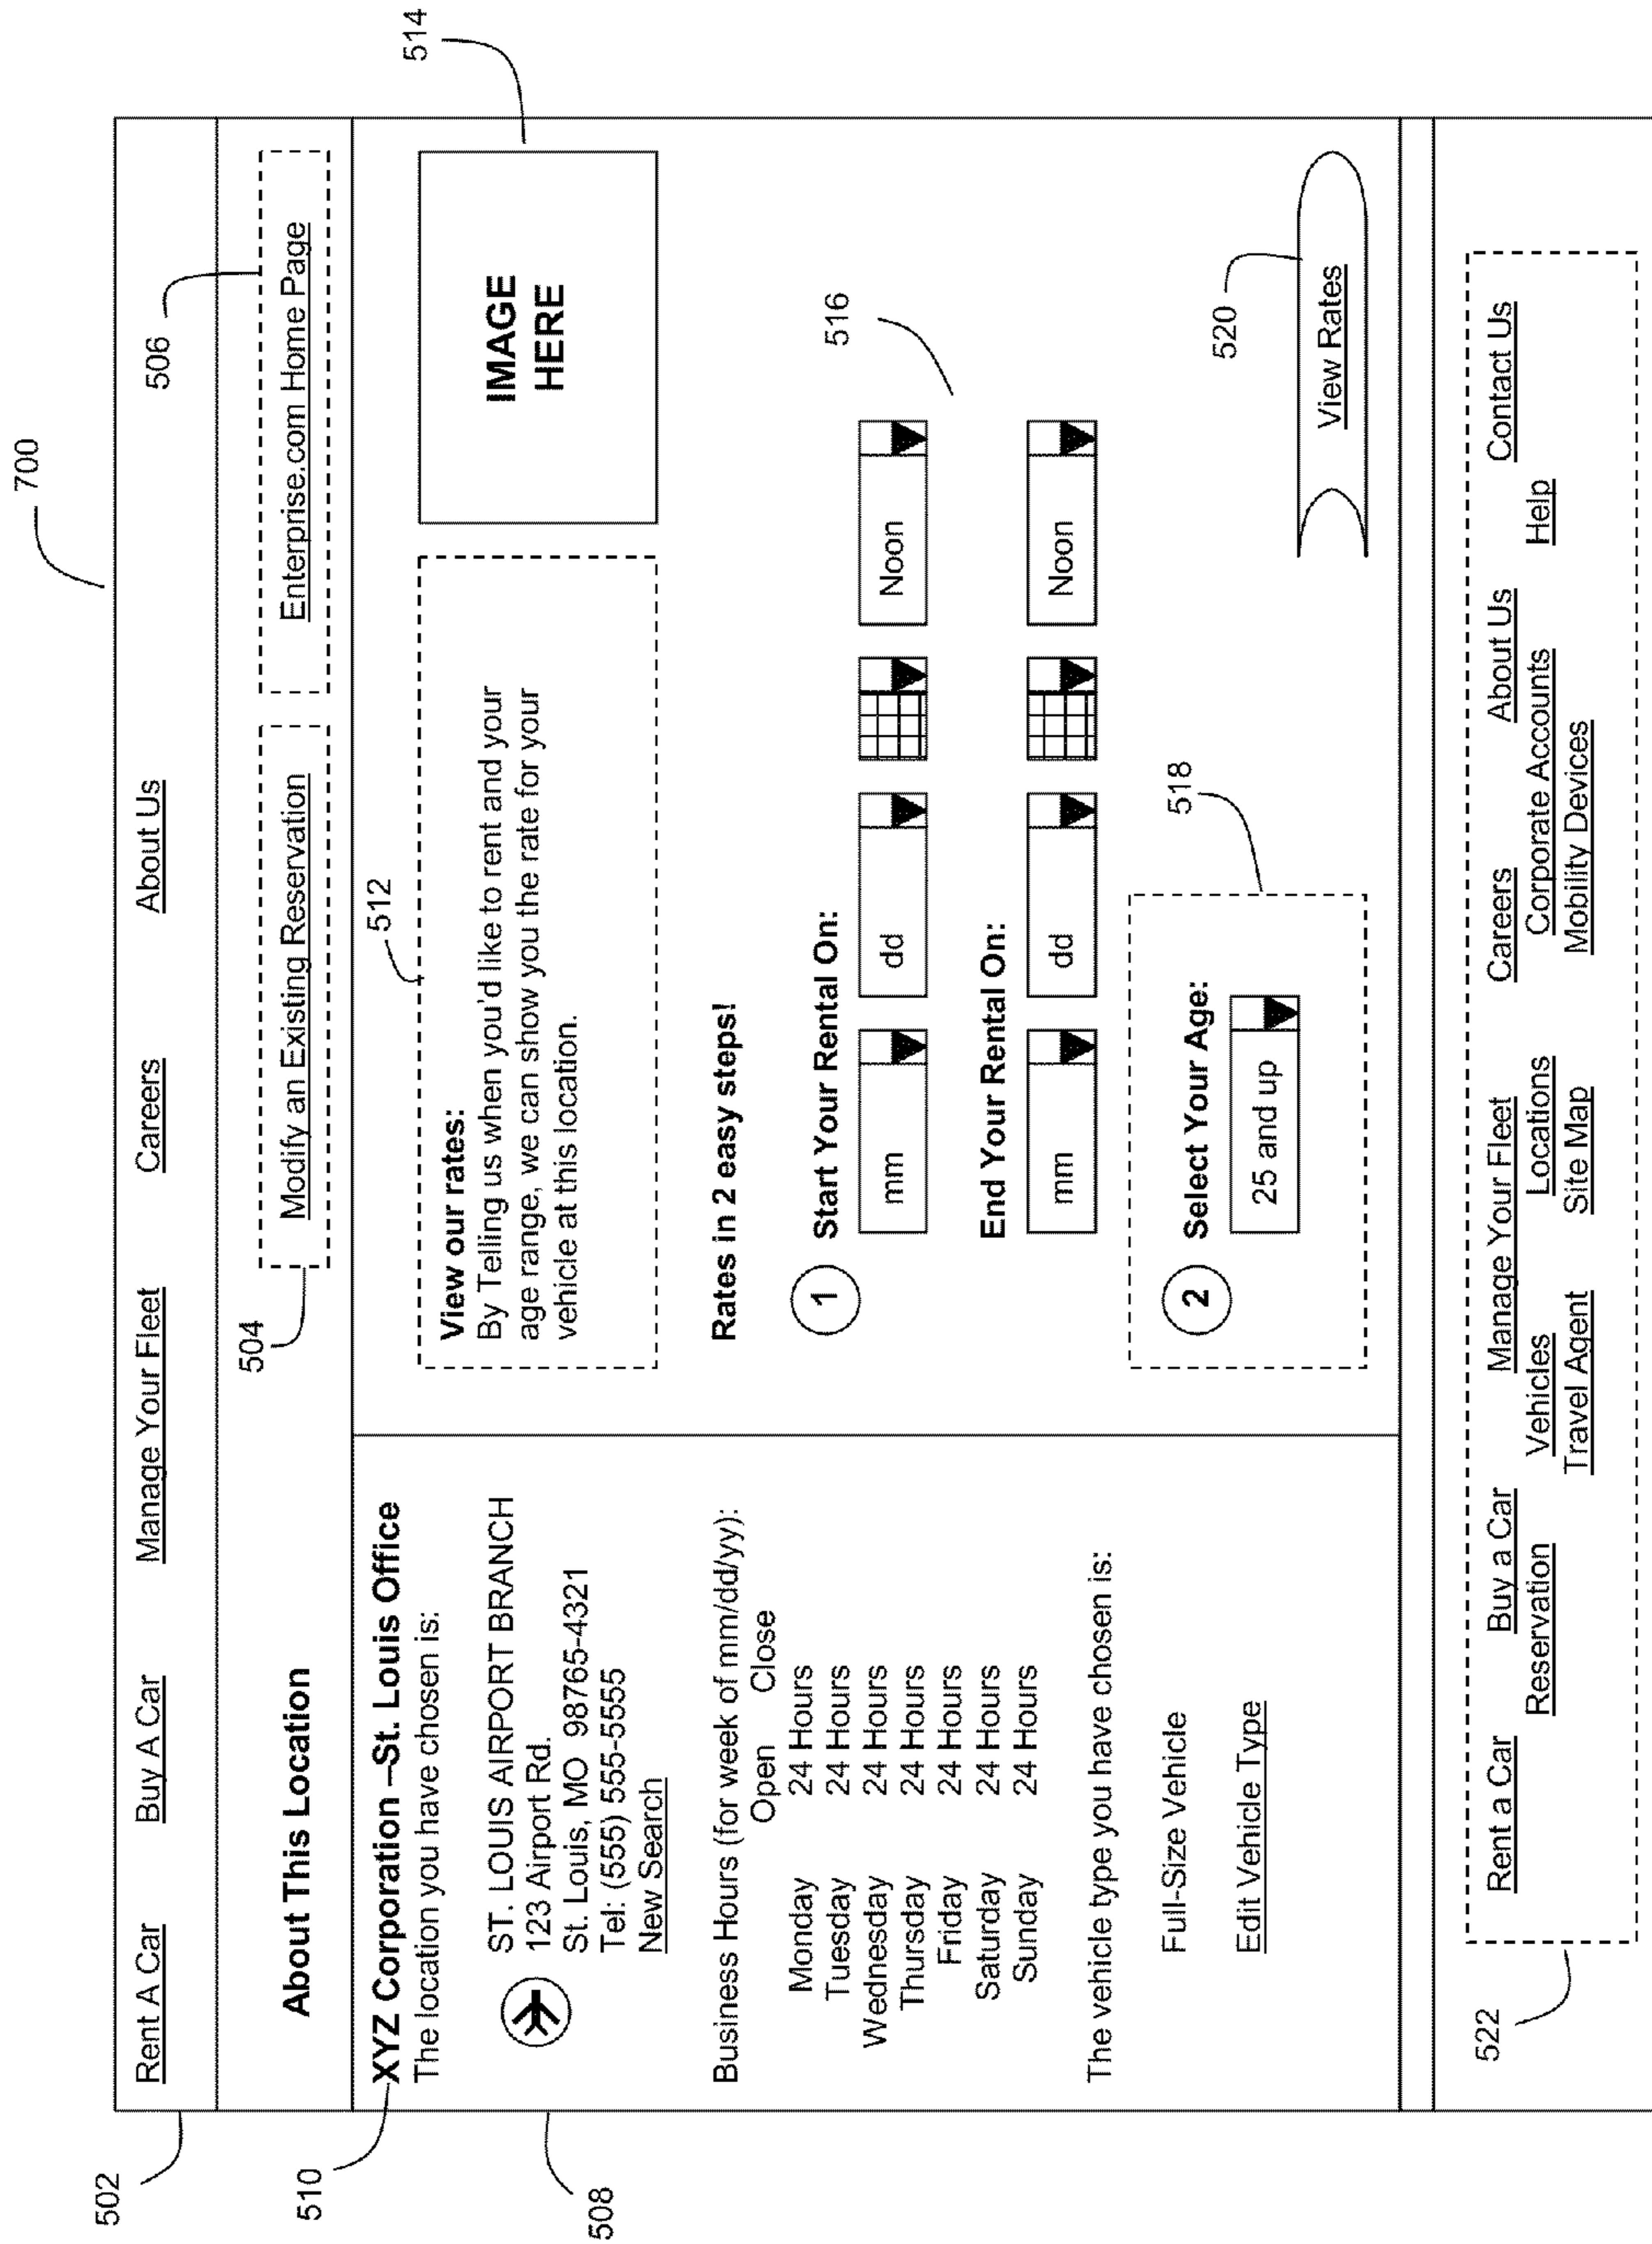 700
502
Rent A Car Buy A Car Manage Your Fleet Careers About Us
506
504
About This Location Modify an Existing Reservation Enterprise.com Home Page
510
XYZ Corporation –St. Louis Office
The location you have chosen is:
508
ST. LOUIS AIRPORT BRANCH
123 Airport Rd.
St. Louis, MO 98765-4321
Tel: (555) 555-5555
New Search
Business Hours (for week of mm/dd/yy):
Open Close
Monday 24 Hours
Tuesday 24 Hours
Wednesday 24 Hours
Thursday 24 Hours
Friday 24 Hours
Saturday 24 Hours
Sunday 24 Hours
The vehicle type you have chosen is:
Full-Size Vehicle
Edit Vehicle Type
512
View our rates:
By Telling us when you'd like to rent and your
age range, we can show you the rate for your
vehicle at this location.
514
IMAGE
HERE
Rates in 2 easy steps!
516
1 Start Your Rental On:
mm dd Noon
End Your Rental On:
mm dd Noon
518
2 Select Your Age:
25 and up
520
View Rates
522
Rent a Car Buy a Car Manage Your Fleet Careers About Us Contact Us
Reservation Vehicles Locations Corporate Accounts Help
Travel Agent Site Map Mobility Devices